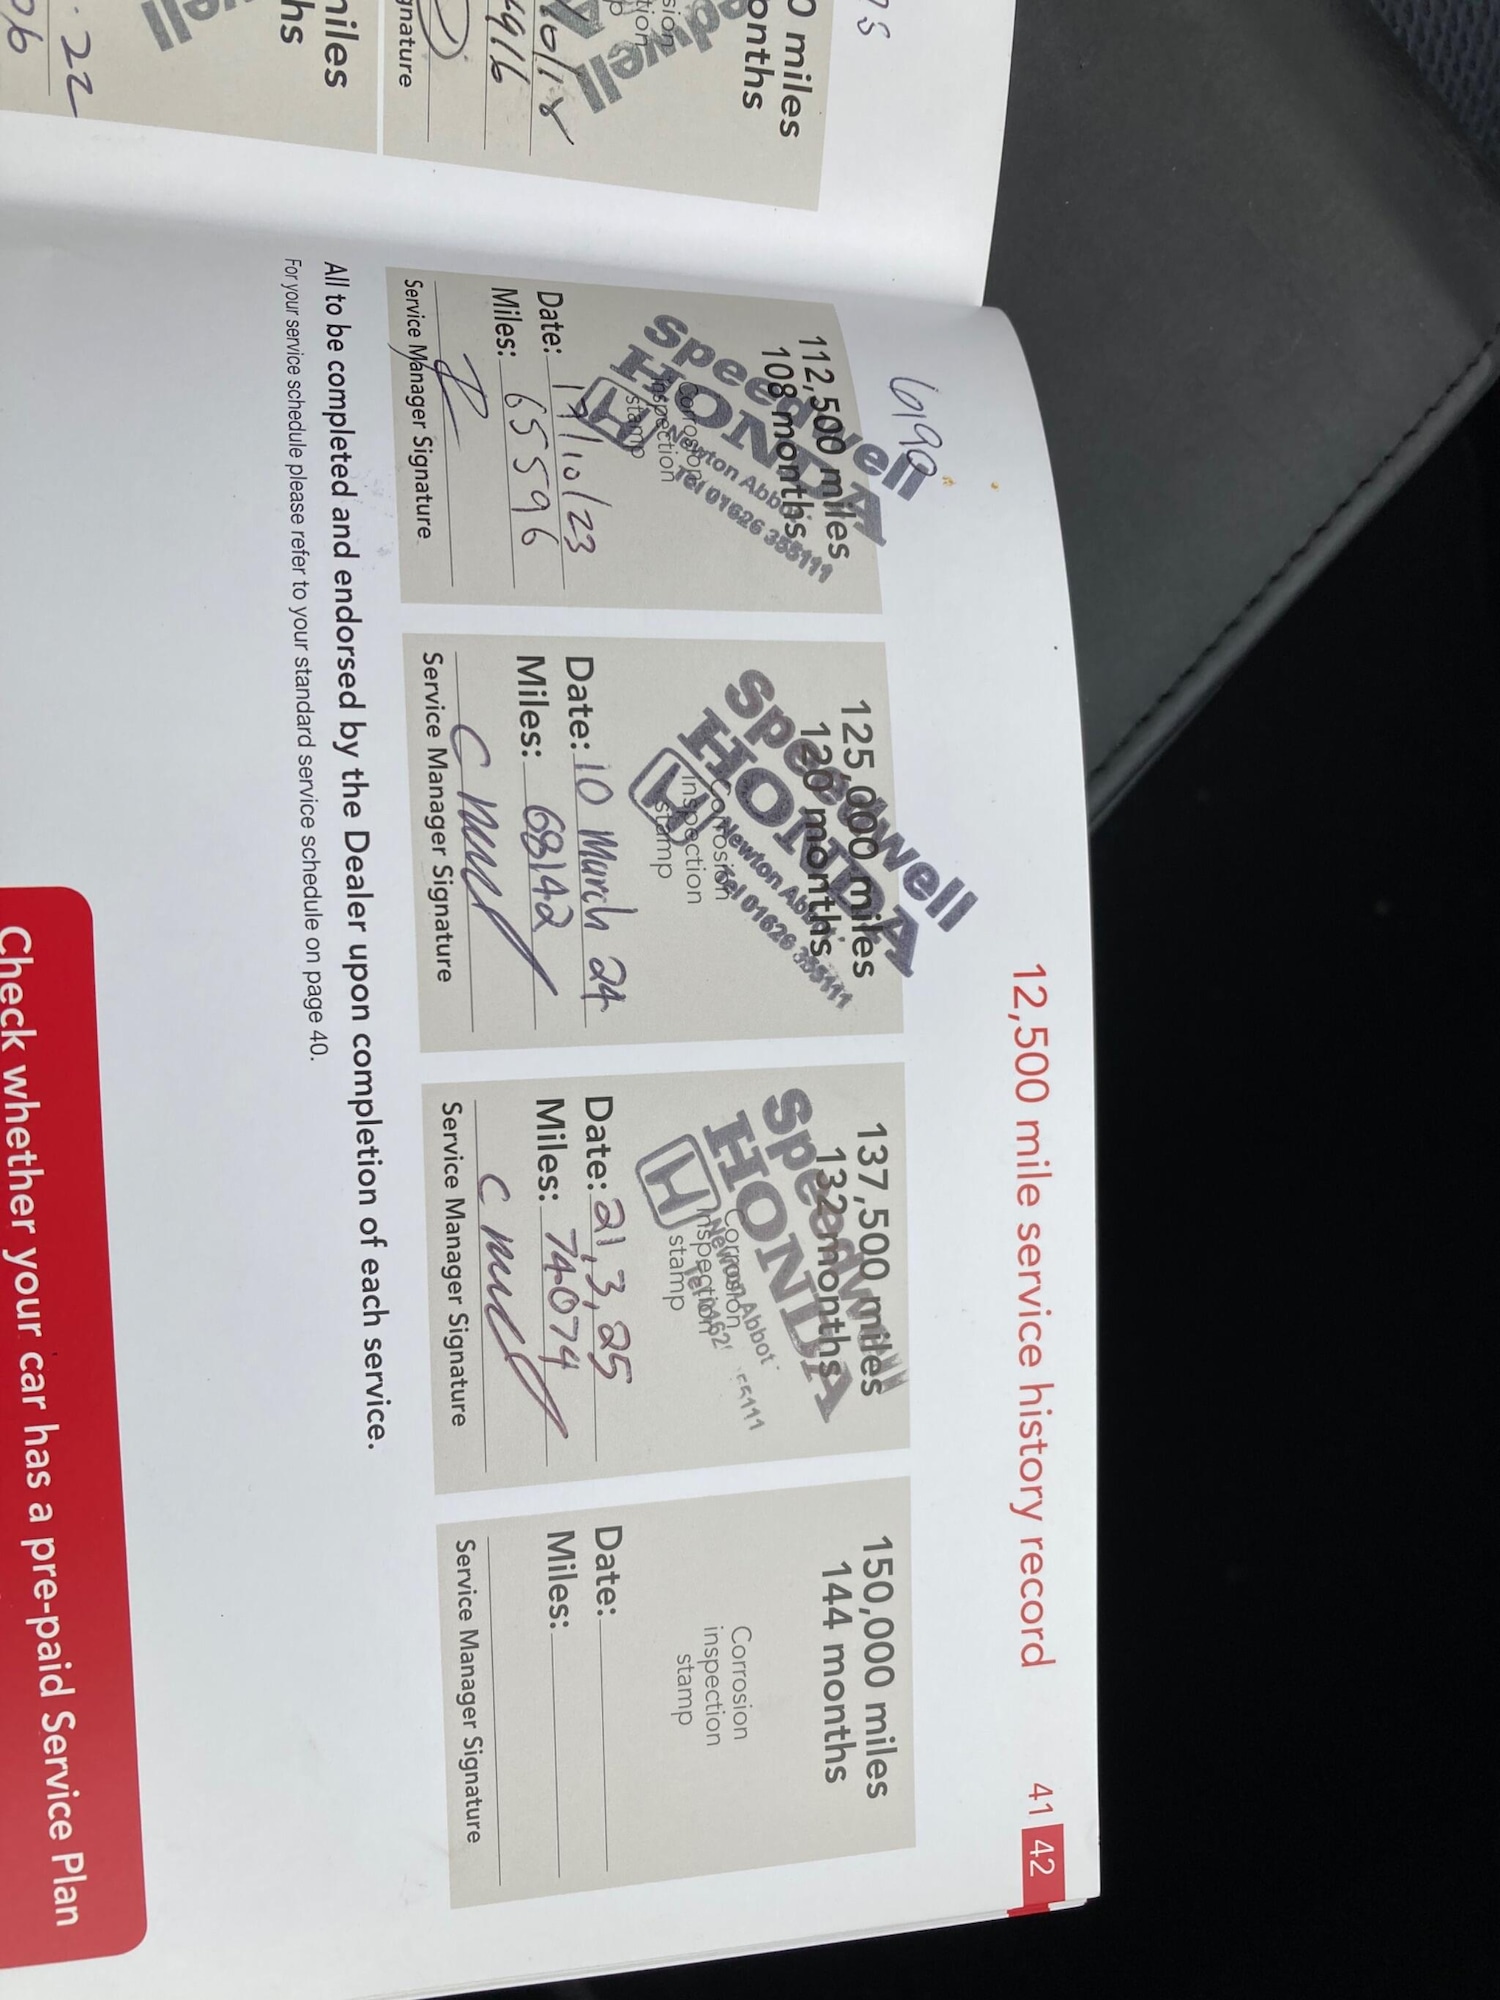 12,500 mile service history record 41 42
6190
112,500 miles
108 months
Speedwell
HONDA
Newton Abbot
Tel 01626 355111
Corrosion
inspection
stamp
Date: 19/10/23
Miles: 65596
Service Manager Signature
125,000 miles
120 months
Speedwell
HONDA
Newton Abbot
Tel 01626 355111
Corrosion
inspection
stamp
Date: 10 March 24
Miles: 68142
Service Manager Signature
137,500 miles
132 months
Speedwell
HONDA
Newton Abbot
Corrosion
inspection
stamp
Date: 21,3,25
Miles: 74074
Service Manager Signature
150,000 miles
144 months
Corrosion
inspection
stamp
Date:
Miles:
Service Manager Signature
All to be completed and endorsed by the Dealer upon completion of each service.
For your service schedule please refer to your standard service schedule on page 40.
Check whether your car has a pre-paid Service Plan